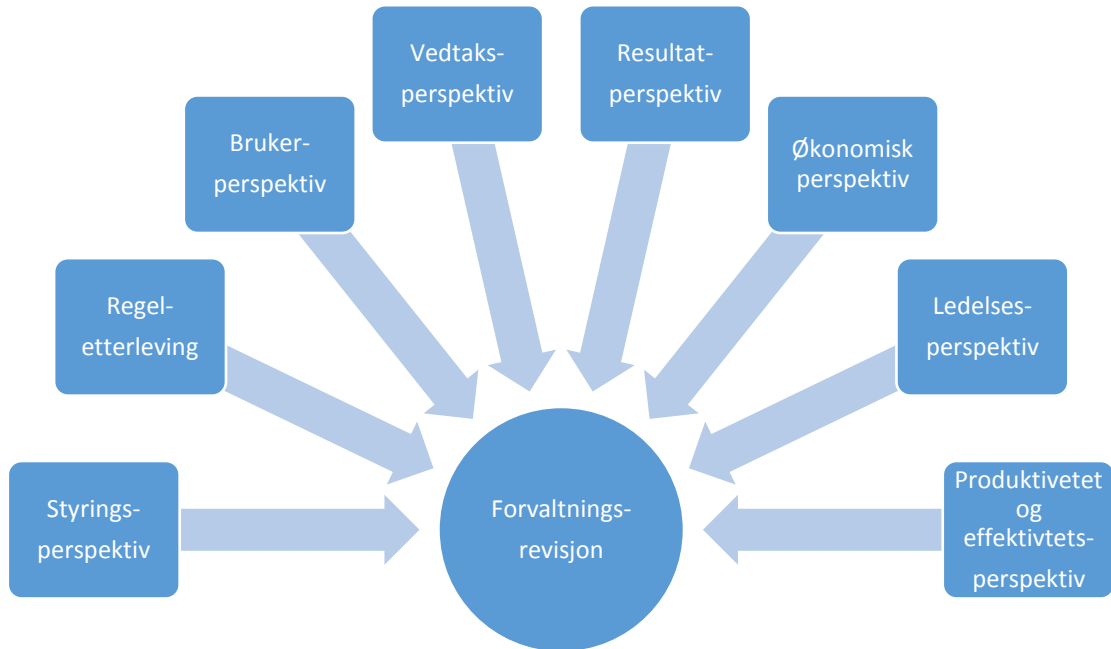 Vedtaks-
perspektiv
Resultat-
perspektiv
Bruker-
perspektiv
Økonomisk
perspektiv
Regel-
etterleving
Ledelses-
perspektiv
Styrings-
perspektiv
Forvaltnings-
revisjon
Produktivetet
og
effektivtets-
perspektiv